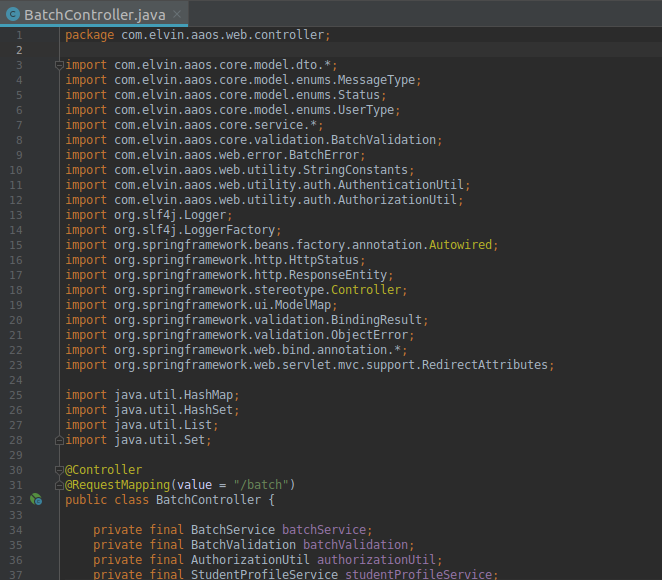 BatchController.java
1 package com.elvin.aaos.web.controller;
2
3 import com.elvin.aaos.core.model.dto.*;
4 import com.elvin.aaos.core.model.enums.MessageType;
5 import com.elvin.aaos.core.model.enums.Status;
6 import com.elvin.aaos.core.model.enums.UserType;
7 import com.elvin.aaos.core.service.*;
8 import com.elvin.aaos.core.validation.BatchValidation;
9 import com.elvin.aaos.web.error.BatchError;
10 import com.elvin.aaos.web.utility.StringConstants;
11 import com.elvin.aaos.web.utility.auth.AuthenticationUtil;
12 import com.elvin.aaos.web.utility.auth.AuthorizationUtil;
13 import org.slf4j.Logger;
14 import org.slf4j.LoggerFactory;
15 import org.springframework.beans.factory.annotation.Autowired;
16 import org.springframework.http.HttpStatus;
17 import org.springframework.http.ResponseEntity;
18 import org.springframework.stereotype.Controller;
19 import org.springframework.ui.ModelMap;
20 import org.springframework.validation.BindingResult;
21 import org.springframework.validation.ObjectError;
22 import org.springframework.web.bind.annotation.*;
23 import org.springframework.web.servlet.mvc.support.RedirectAttributes;
24
25 import java.util.HashMap;
26 import java.util.HashSet;
27 import java.util.List;
28 import java.util.Set;
29
30 @Controller
31 @RequestMapping(value = "/batch")
32 public class BatchController {
33
34 private final BatchService batchService;
35 private final BatchValidation batchValidation;
36 private final AuthorizationUtil authorizationUtil;
37 private final StudentProfileService studentProfileService;